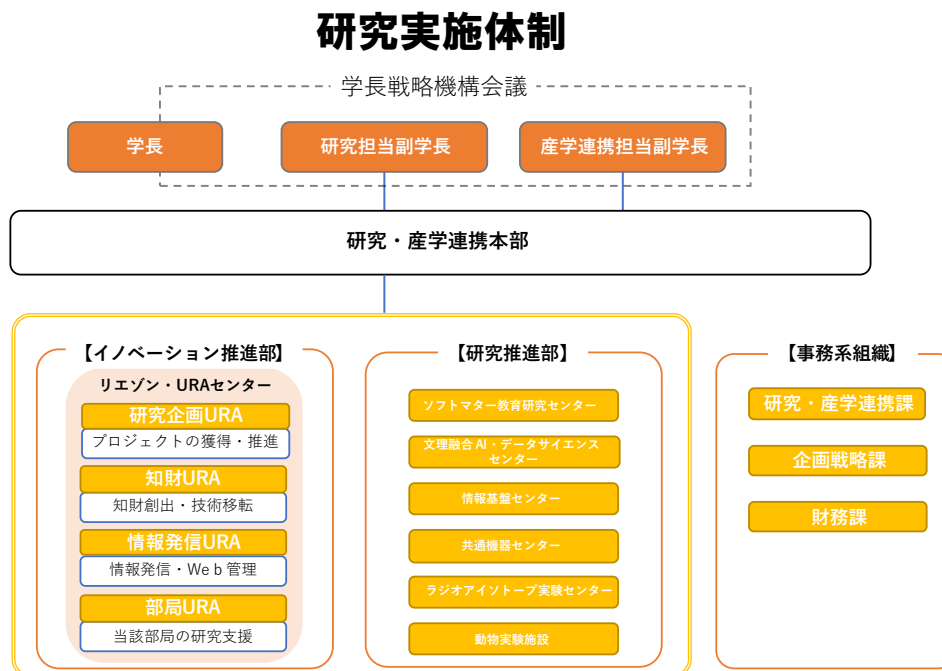 研究実施体制
学長戦略機構会議
学長
研究担当副学長
産学連携担当副学長
研究・産学連携本部
【イノベーション推進部】
リエゾン・URAセンター
研究企画URA
プロジェクトの獲得・推進
知財URA
知財創出・技術移転
情報発信URA
情報発信・Web管理
部局URA
当該部局の研究支援
【研究推進部】
ソフトマター教育研究センター
文理融合AI・データサイエンス
センター
情報基盤センター
共通機器センター
ラジオアイソトープ実験センター
動物実験施設
【事務系組織】
研究・産学連携課
企画戦略課
財務課